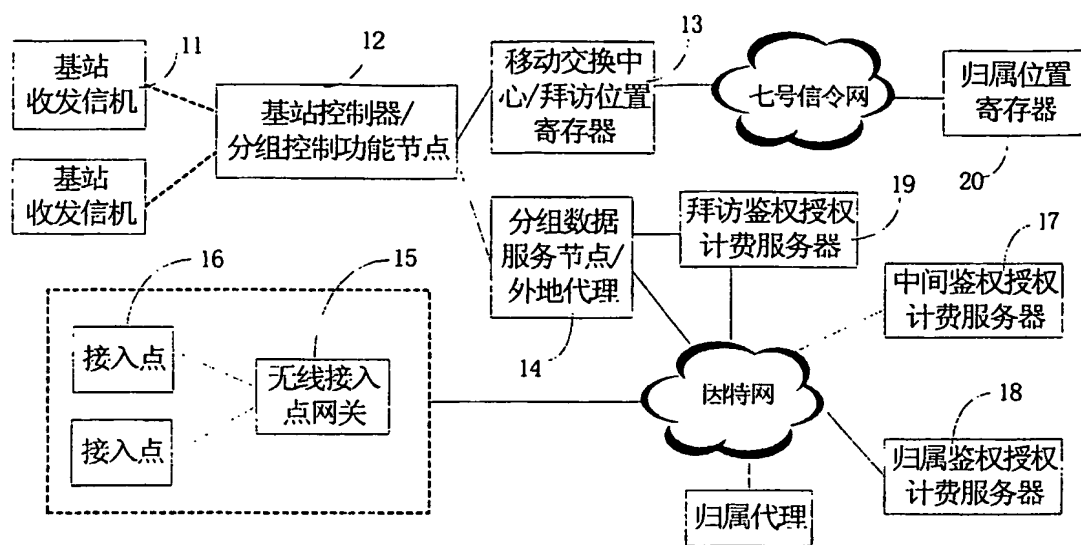 11
基站
收发信机
基站
收发信机
12
基站控制器/
分组控制功能节点
13
移动交换中
心/拜访位置
寄存器
七号信令网
归属位置
寄存器
20
分组数据
服务节点/
外地代理
14
19
拜访鉴权授权
计费服务器
17
中间鉴权授权
计费服务器
16
接入点
接入点
15
无线接入
点网关
因特网
18
归属鉴权授权
计费服务器
归属代理